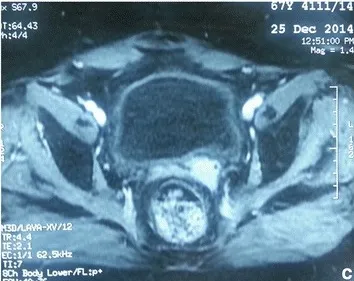 ex S67.9
67Y 4111/14
25 Dec 2014
12:51:00 PM
Mag = 1.4
T:64.43
Ph:4/4
M3D/LAVA-XV/12
TR:4.4
TE:2.1
EC:1/1 62.5kHz
TI:7
8Ch Body Lower/FL:p+
C